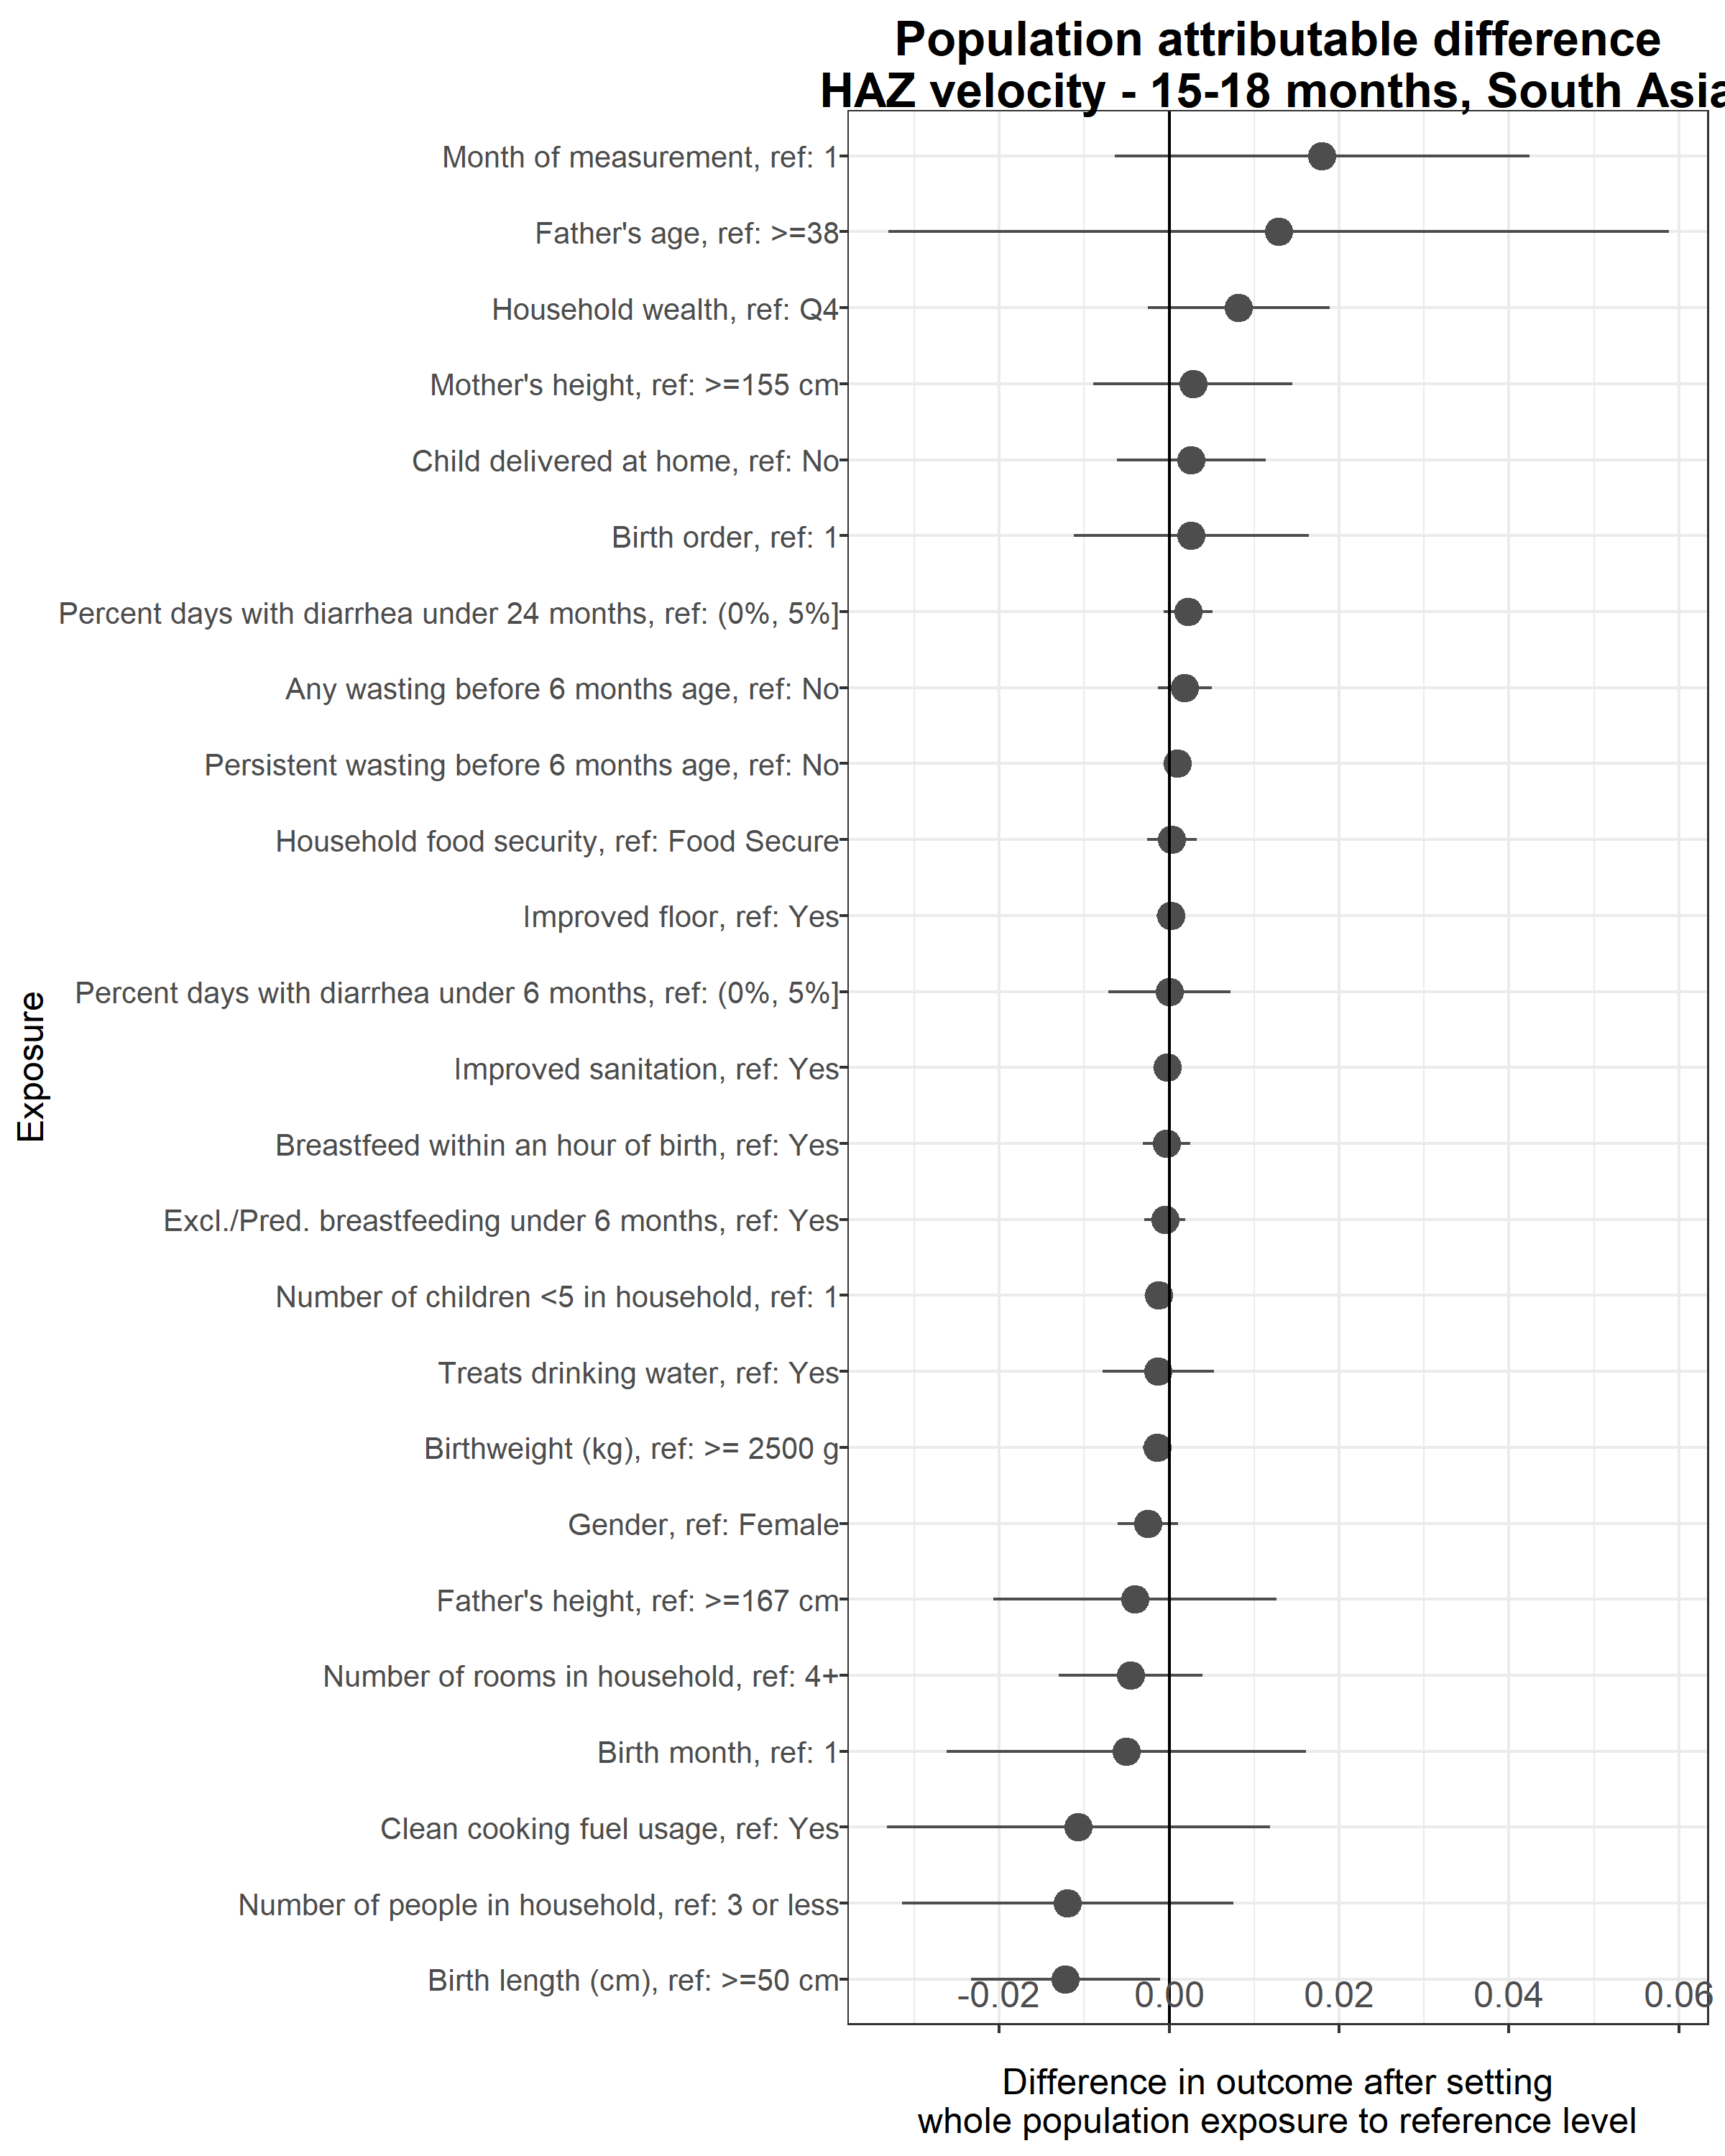 Population attributable difference
HAZ velocity - 15-18 months, South Asia
Month of measurement, ref: 1
Father's age, ref: >=38
Household wealth, ref: Q4
Mother's height, ref: >=155 cm
Child delivered at home, ref: No
Birth order, ref: 1
Percent days with diarrhea under 24 months, ref: (0%, 5%]
Any wasting before 6 months age, ref: No
Persistent wasting before 6 months age, ref: No
Household food security, ref: Food Secure
Improved floor, ref: Yes
Percent days with diarrhea under 6 months, ref: (0%, 5%]
Improved sanitation, ref: Yes
Breastfeed within an hour of birth, ref: Yes
Excl./Pred. breastfeeding under 6 months, ref: Yes
Number of children <5 in household, ref: 1
Treats drinking water, ref: Yes
Birthweight (kg), ref: >= 2500 g
Gender, ref: Female
Father's height, ref: >=167 cm
Number of rooms in household, ref: 4+
Birth month, ref: 1
Clean cooking fuel usage, ref: Yes
Number of people in household, ref: 3 or less
Birth length (cm), ref: >=50 cm
Exposure
-0.02 0.00 0.02 0.04 0.06
Difference in outcome after setting
whole population exposure to reference level